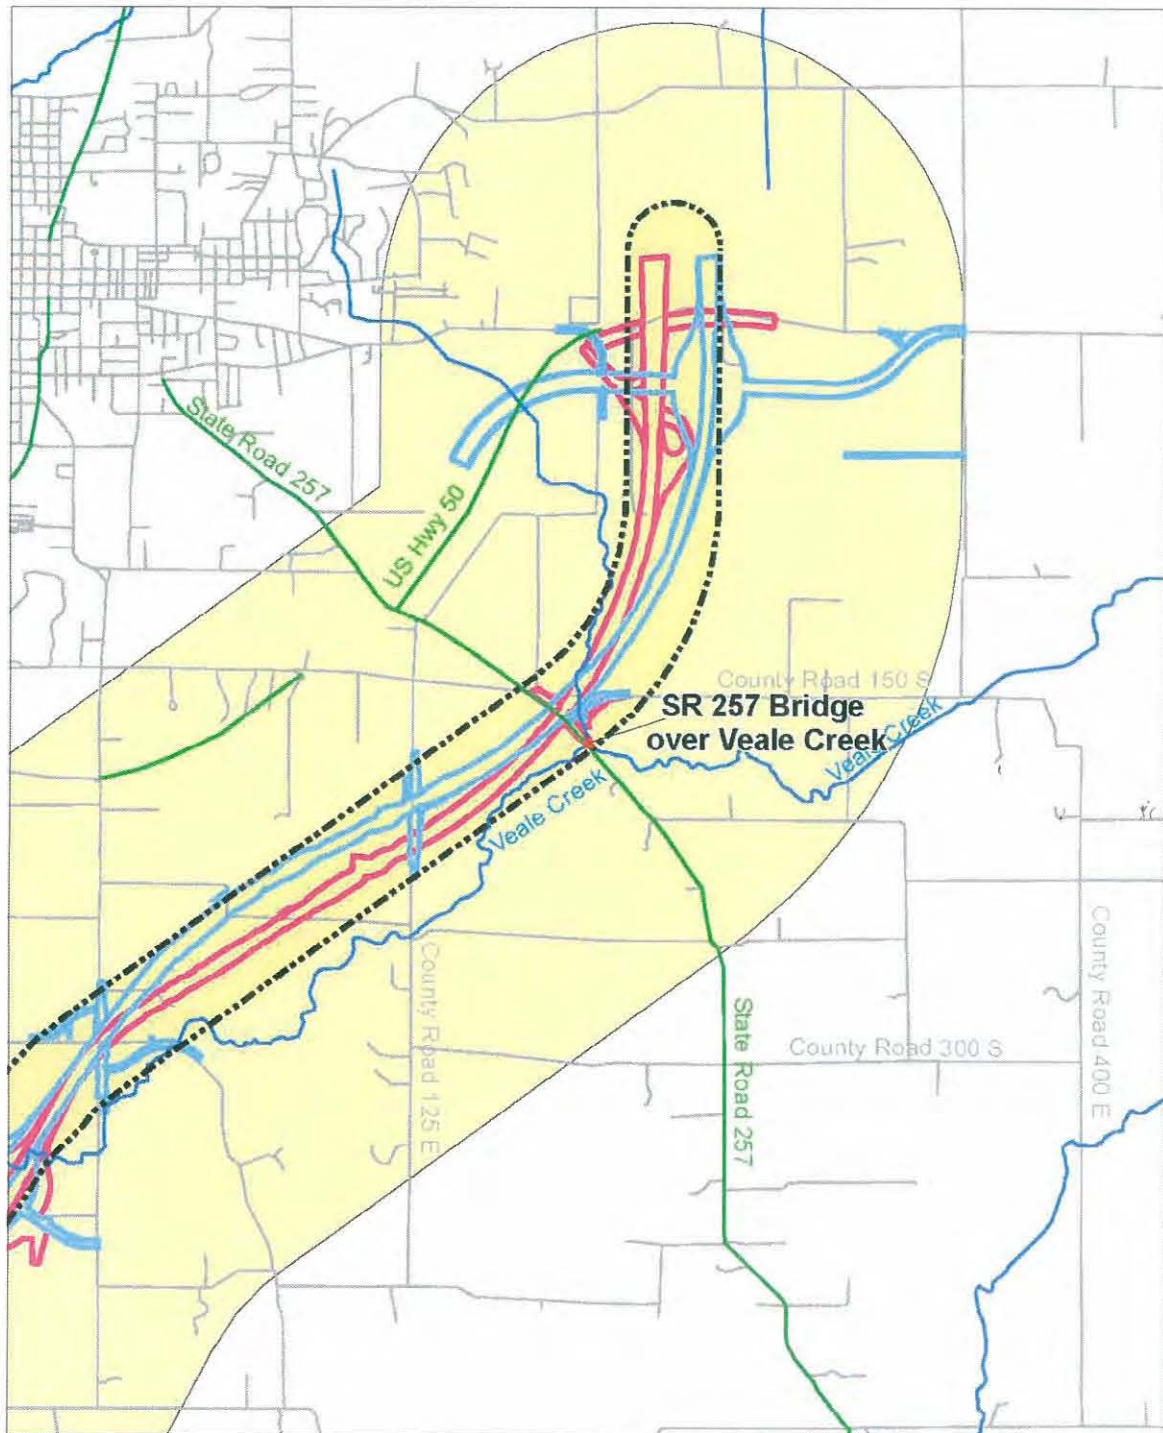 State Road 257
US Hwy 50
County Road 150 S
SR 257 Bridge
over Veale Creek
Veale Creek
Veale Creek
County Road 125 E
State Road 257
County Road 300 S
County Road 400 E